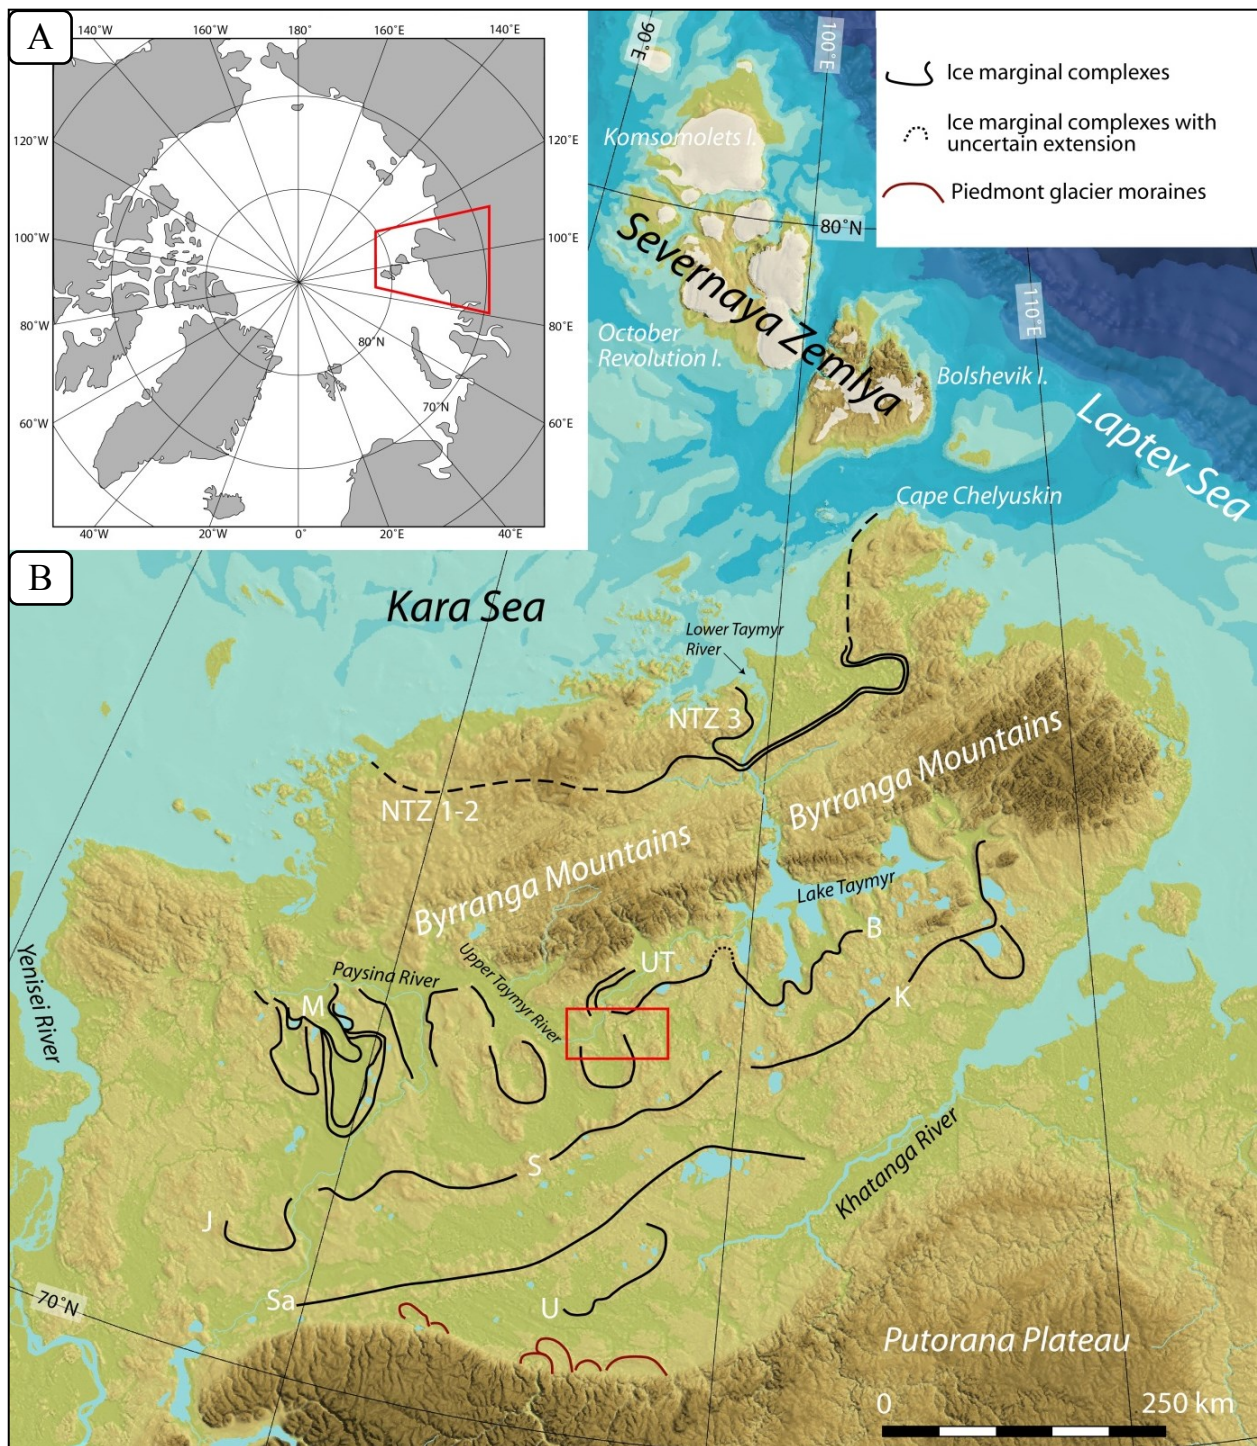 A
140°W
160°W
180°
160°E
140°E
120°W
120°E
100°W
100°E
80°W
80°E
60°W
60°E
80°N
70°N
40°W
20°W
0°
20°E
40°E
90°E
100°E
Ice marginal complexes
Ice marginal complexes with
uncertain extension
Piedmont glacier moraines
Komsomolets I.
80°N
Severnaya Zemlya
110°E
October
Revolution I.
Bolshevik I.
Laptev Sea
Cape Chelyuskin
B
Kara Sea
Lower Taymyr
River
NTZ 3
NTZ 1-2
Byrranga Mountains
Byrranga Mountains
Lake Taymyr
B
UT
Yenisei River
Paysina River
Upper Taymyr River
M
K
Khatanga River
S
J
Sa
U
70°N
Putorana Plateau
0
250 km